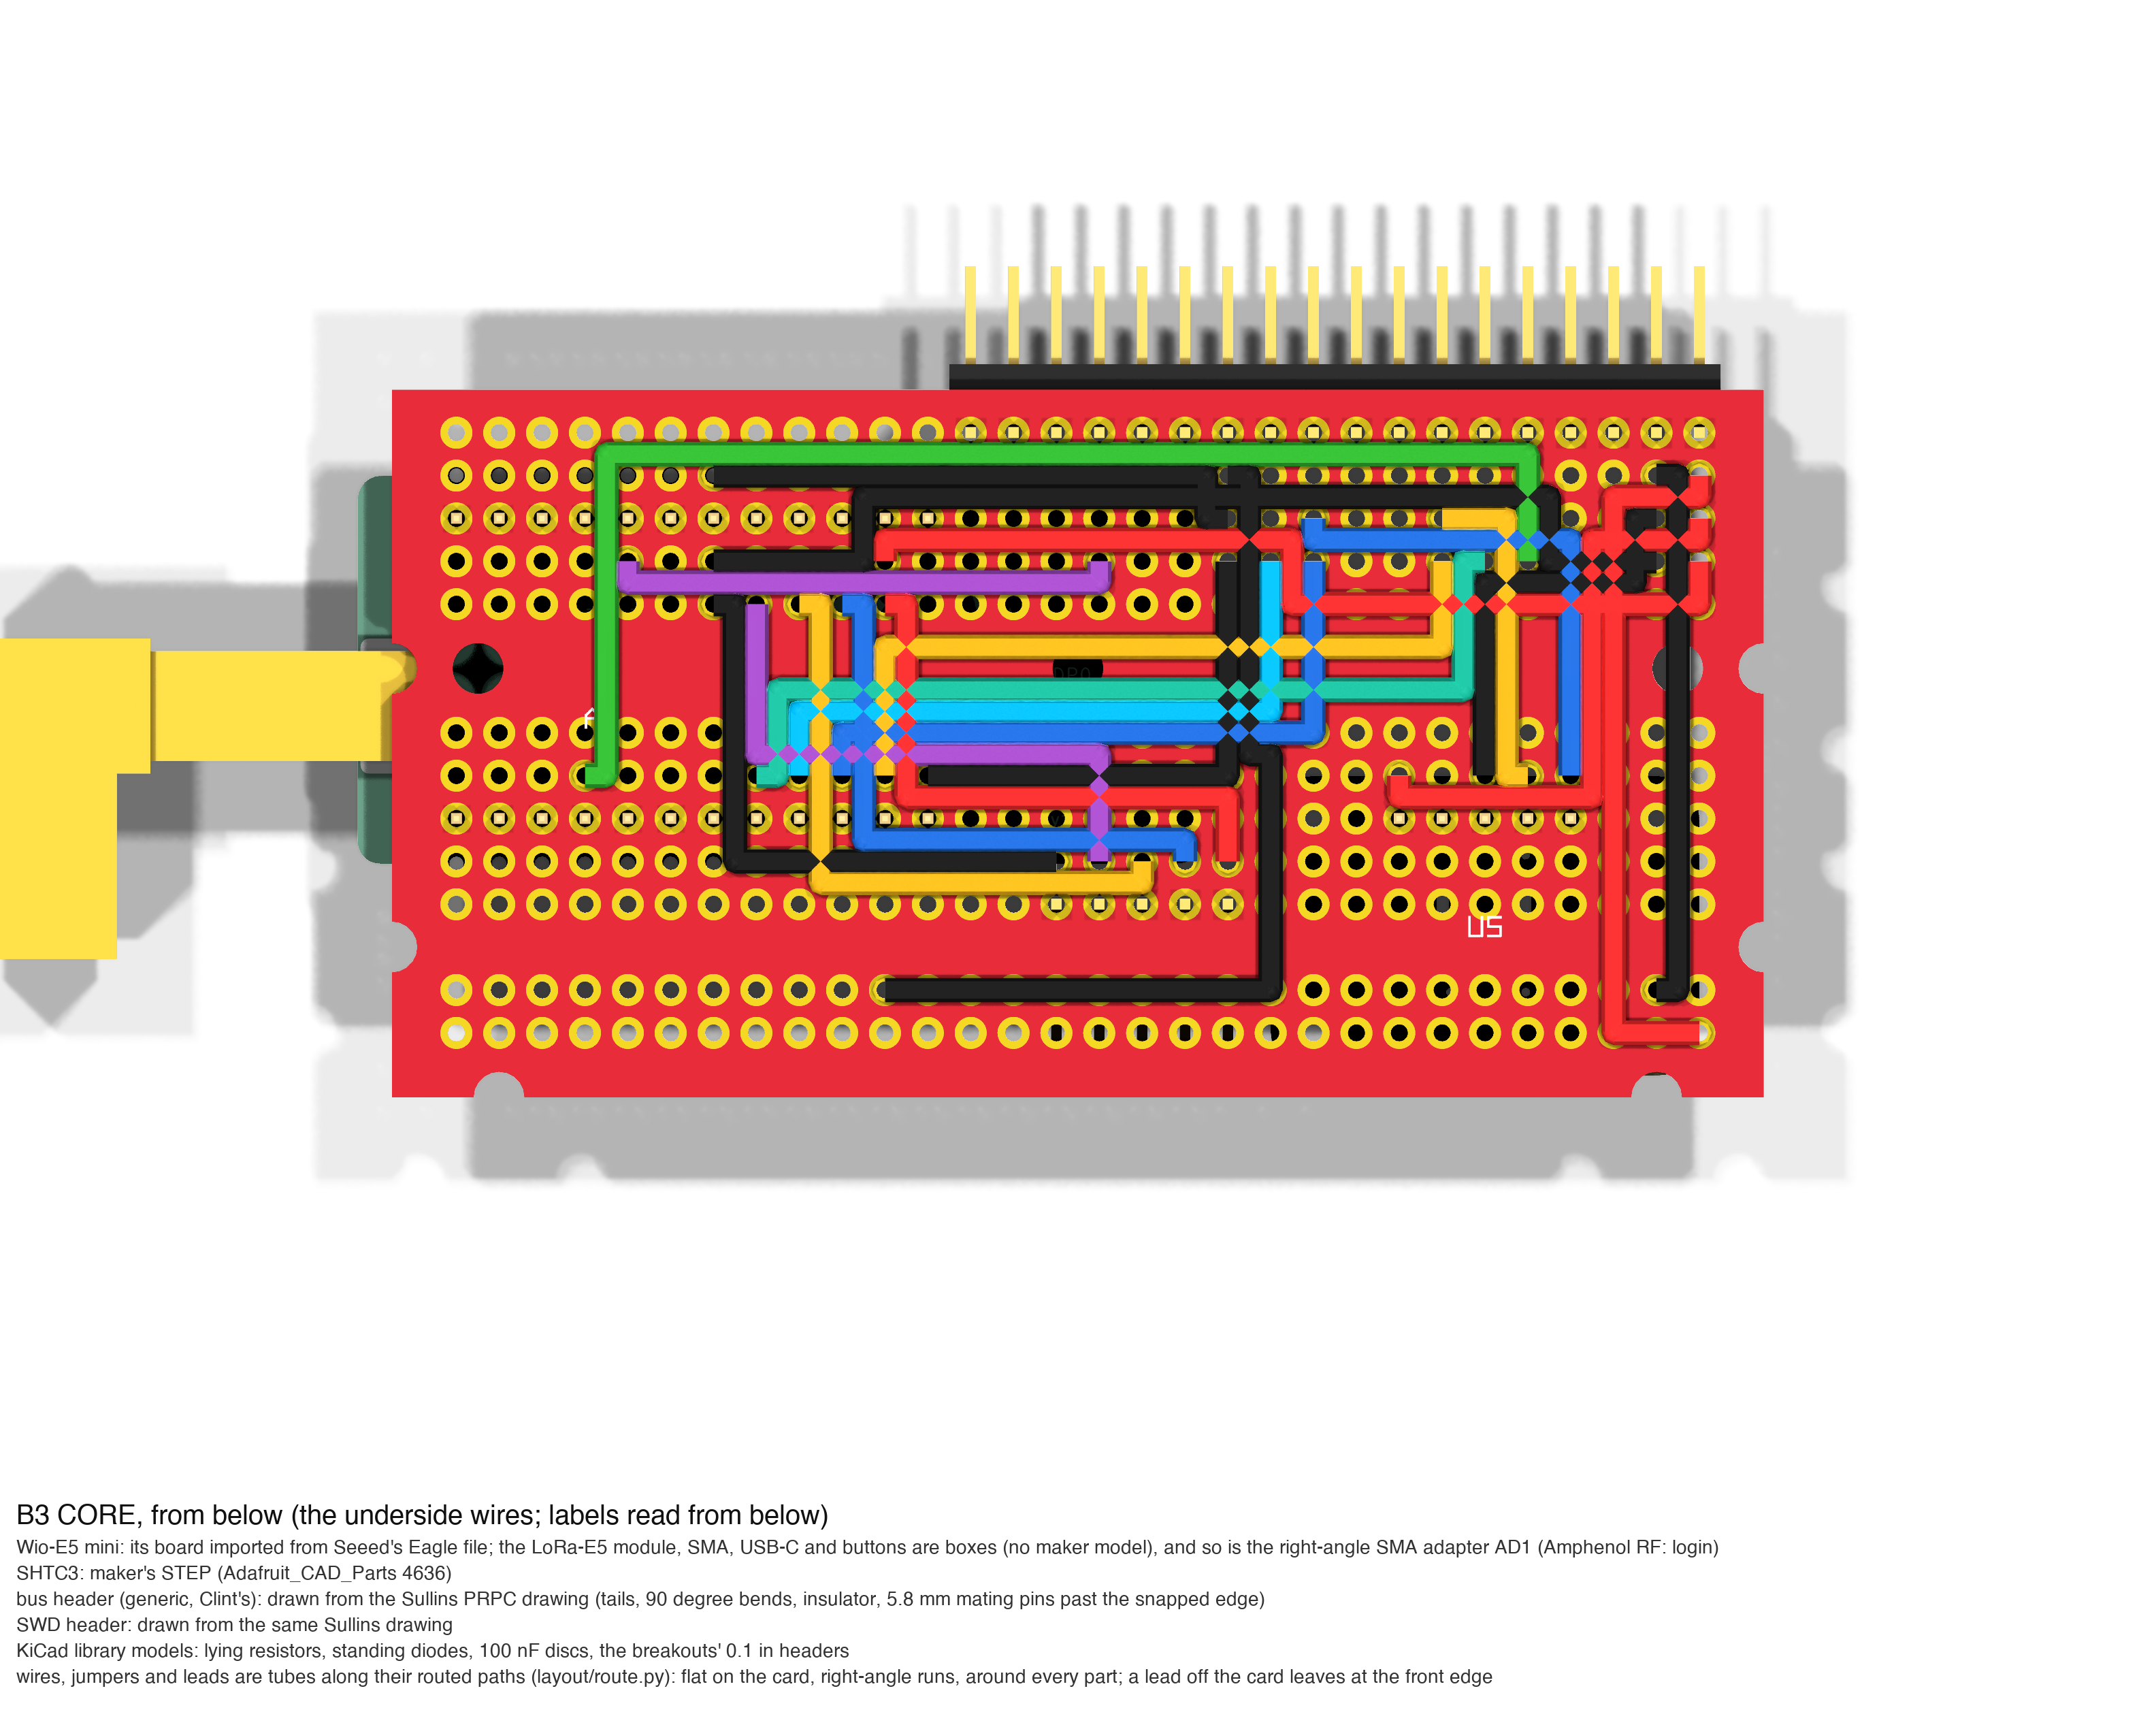 U5
B3 CORE, from below (the underside wires; labels read from below)
Wio-E5 mini: its board imported from Seeed's Eagle file; the LoRa-E5 module, SMA, USB-C and buttons are boxes (no maker model), and so is the right-angle SMA adapter AD1 (Amphenol RF: login)
SHTC3: maker's STEP (Adafruit_CAD_Parts 4636)
bus header (generic, Clint's): drawn from the Sullins PRPC drawing (tails, 90 degree bends, insulator, 5.8 mm mating pins past the snapped edge)
SWD header: drawn from the same Sullins drawing
KiCad library models: lying resistors, standing diodes, 100 nF discs, the breakouts' 0.1 in headers
wires, jumpers and leads are tubes along their routed paths (layout/route.py): flat on the card, right-angle runs, around every part; a lead off the card leaves at the front edge